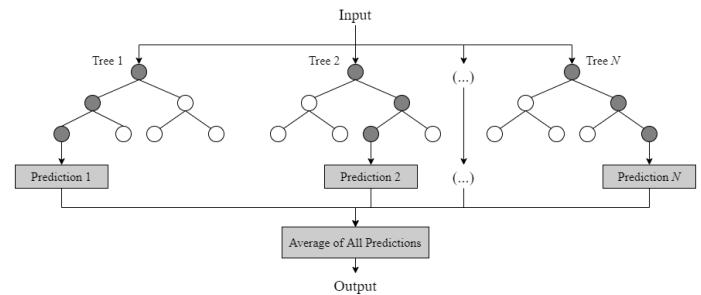 Input
Tree 1
Tree 2
Tree N
(...)
Prediction 1
Prediction 2
(...)
Prediction N
Average of All Predictions
Output